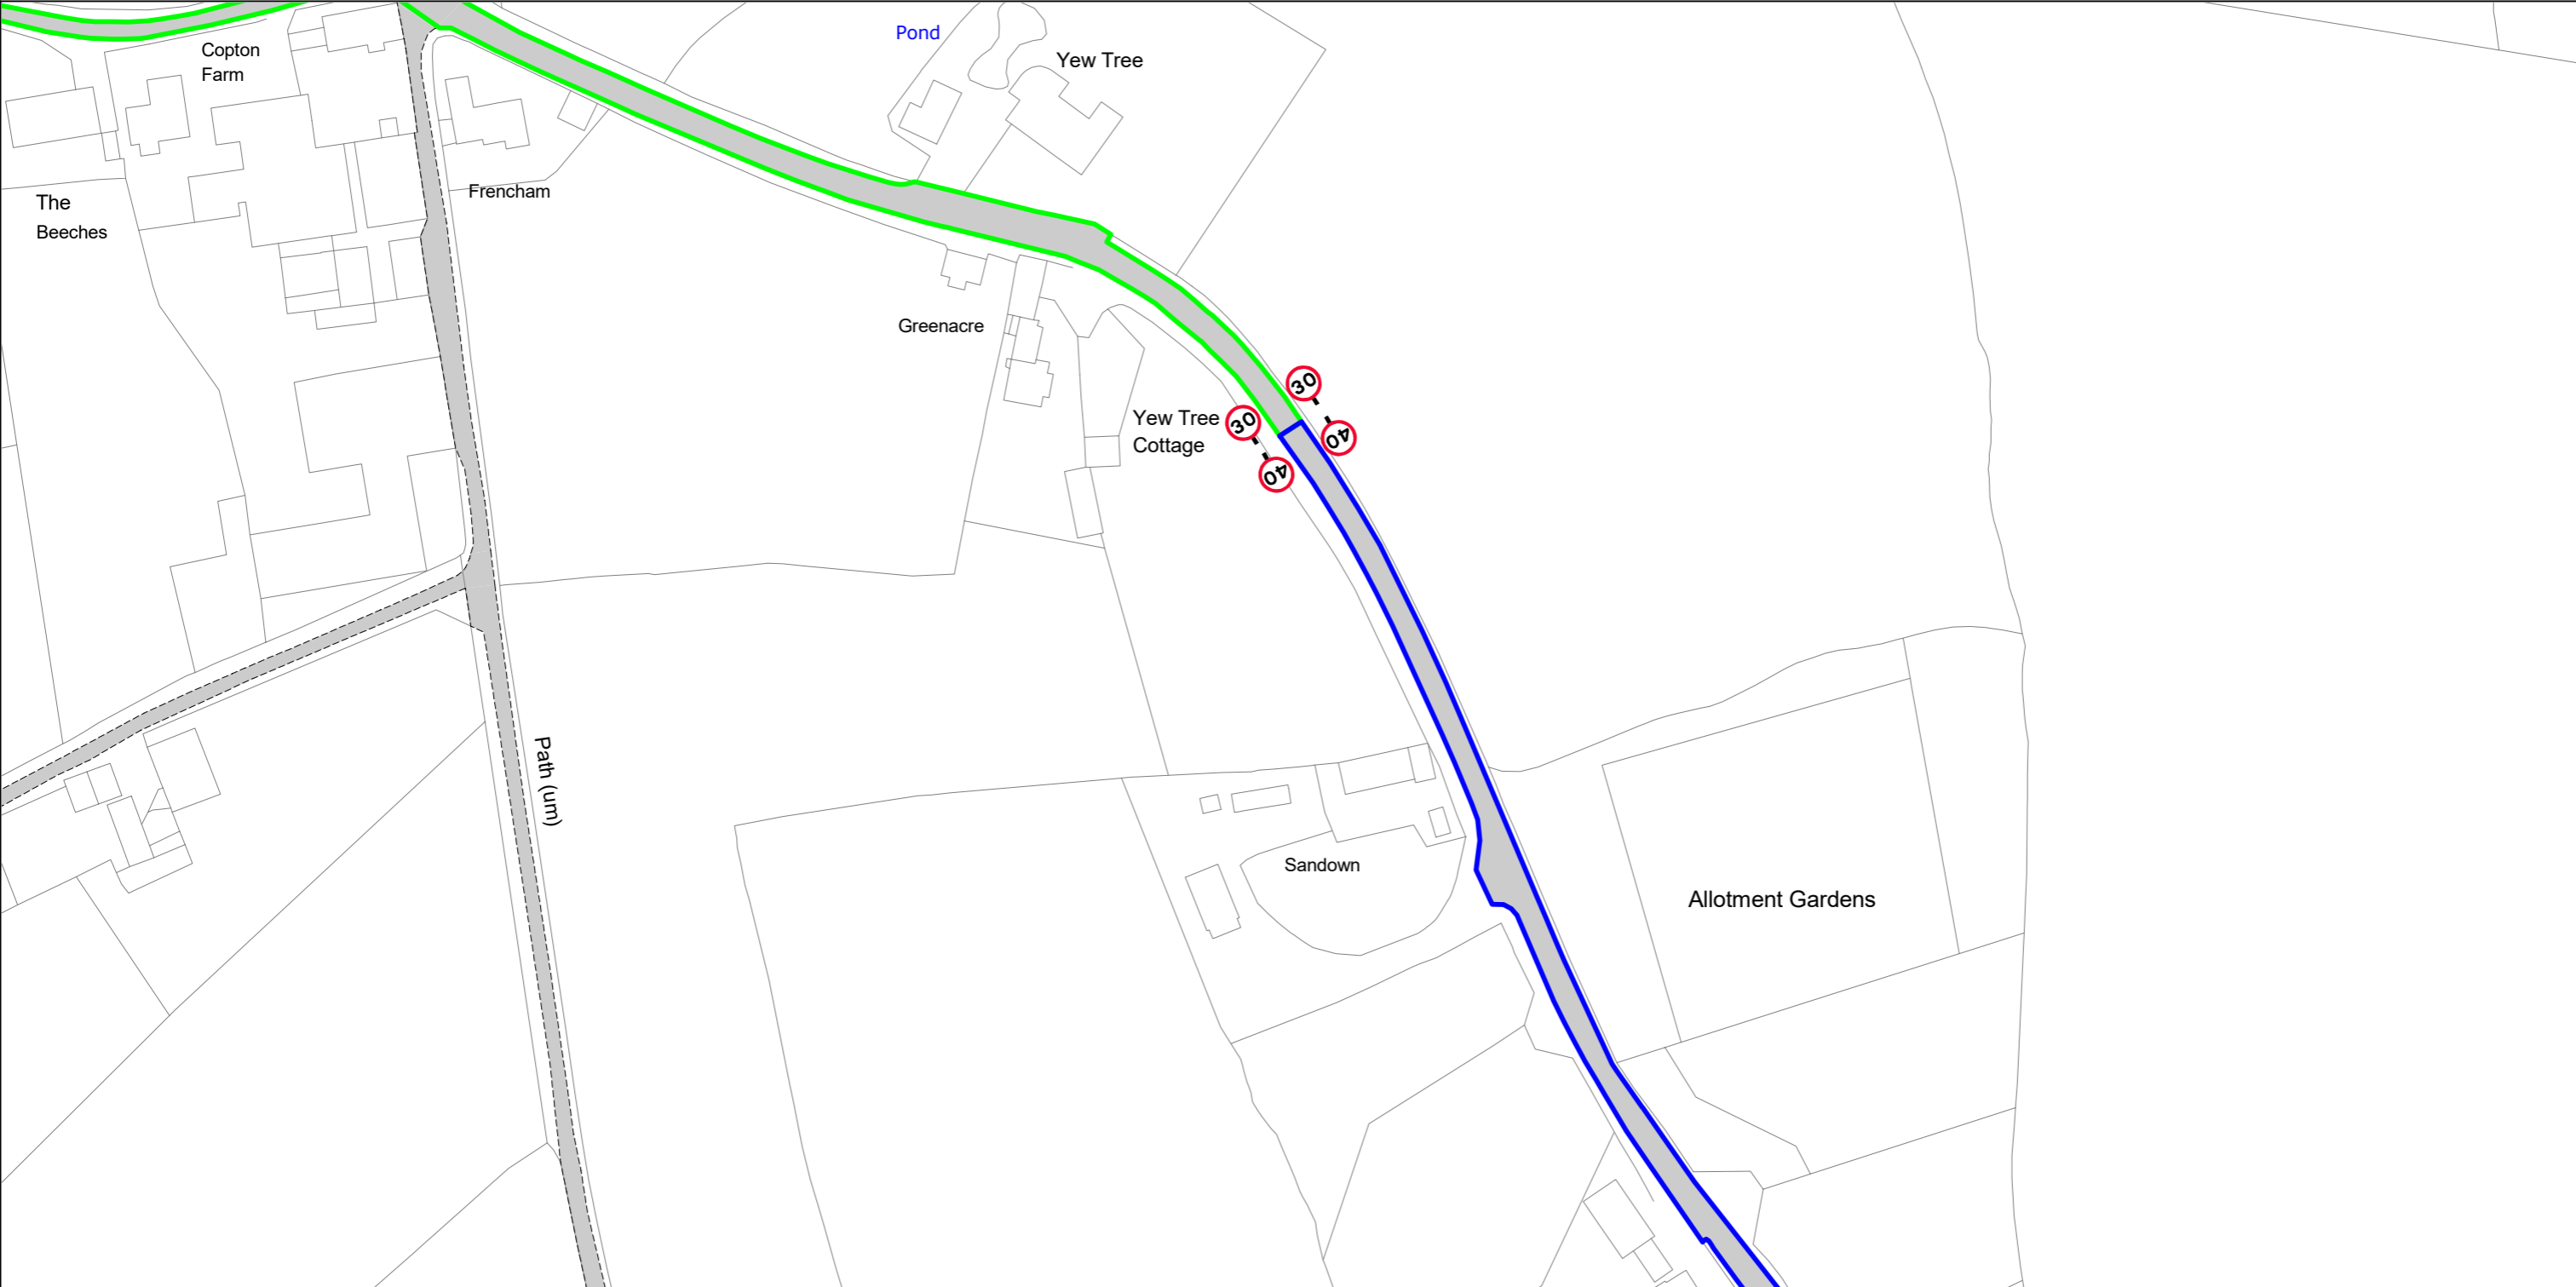 Pond
Copton
Farm
Yew Tree
Frencham
The
Beeches
Greenacre
30
30
Yew Tree
Cottage
40
40
Path (um)
Sandown
Allotment Gardens